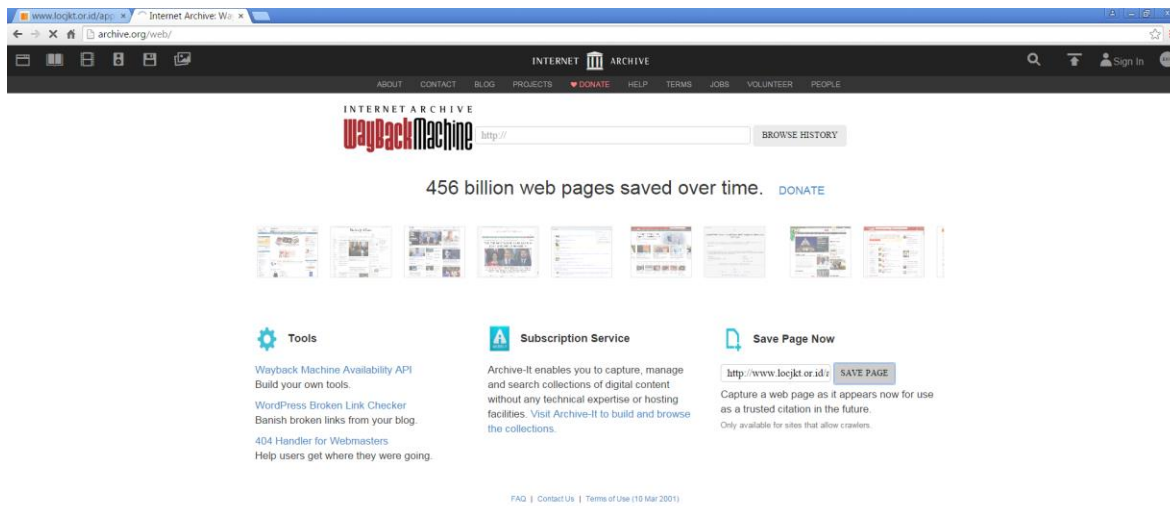 www.locjkt.or.id/app
Internet Archive: Way
archive.org/web/
INTERNET ARCHIVE
Sign In
ABOUT CONTACT BLOG PROJECTS DONATE HELP TERMS JOBS VOLUNTEER PEOPLE
INTERNET ARCHIVE
WayBackMachine
http://
BROWSE HISTORY
456 billion web pages saved over time. DONATE
Tools
Wayback Machine Availability API
Build your own tools.
WordPress Broken Link Checker
Banish broken links from your blog.
404 Handler for Webmasters
Help users get where they were going.
Subscription Service
Archive-It enables you to capture, manage
and search collections of digital content
without any technical expertise or hosting
facilities. Visit Archive-It to build and browse
the collections.
Save Page Now
http://www.locjkt.or.id/
SAVE PAGE
Capture a web page as it appears now for use
as a trusted citation in the future.
Only available for sites that allow crawlers.
FAQ | Contact Us | Terms of Use (10 Mar 2001)